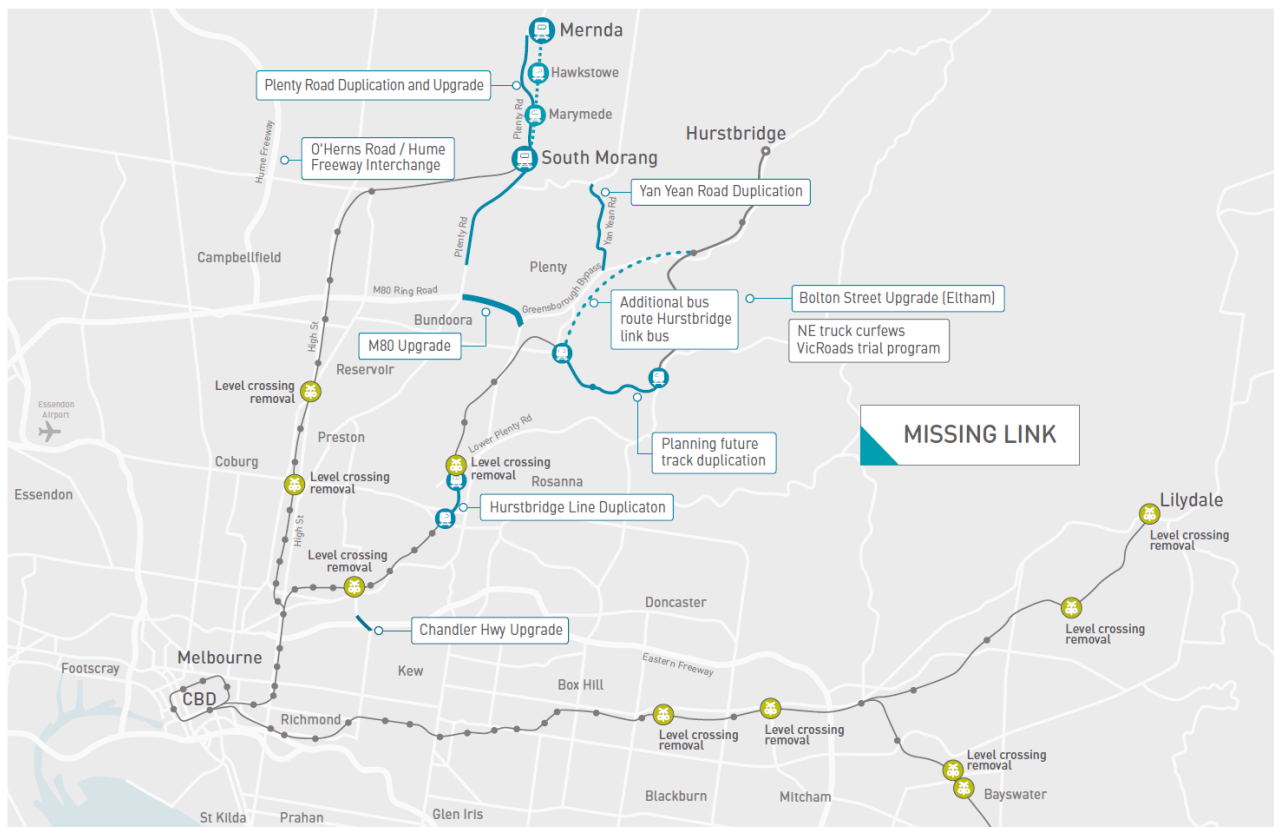 Mernda
Hawkstowe
Plenty Road Duplication and Upgrade
Plenty Rd
Marymede
Hume Freeway
Hurstbridge
O'Herns Road / Hume
Freeway Interchange
South Morang
Yan Yean Road Duplication
Plenty Rd
Yan Yean Rd
Campbellfield
Plenty
M80 Ring Road
Greensborough Bypass
Additional bus
route Hurstbridge
link bus
Bolton Street Upgrade (Eltham)
Bundoora
NE truck curfews
VicRoads trial program
M80 Upgrade
High St
Reservoir
Level crossing
removal
Essendon
Airport
MISSING LINK
Lower Plenty Rd
Preston
Planning future
track duplication
Coburg
Level crossing
removal
Level crossing
removal
Rosanna
Essendon
Lilydale
Hurstbridge Line Duplicaton
High St
Level crossing
removal
Level crossing
removal
Doncaster
Level crossing
removal
Chandler Hwy Upgrade
Melbourne
Footscray
Kew
Eastern Freeway
CBD
Box Hill
Richmond
Level crossing
removal
Level crossing
removal
Level crossing
removal
Blackburn
Mitcham
Bayswater
St Kilda
Prahan
Glen Iris